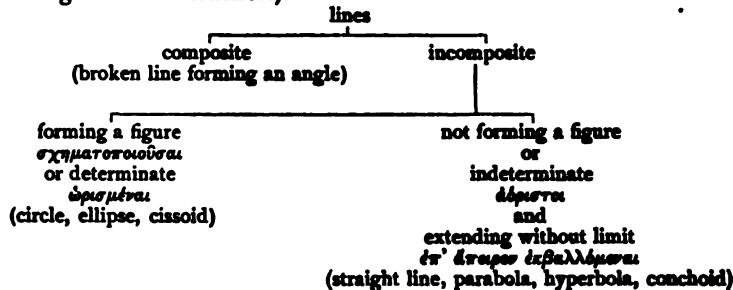 lines
composite incomposite
(broken line forming an angle)
forming a figure not forming a figure
σχηματοποιοῦσαι or
or determinate indeterminate
ὡρισμέναι ἀόριστοι
(circle, ellipse, cissoid) and
extending without limit
ἐπ' ἄπειρον ἐκβαλλόμεναι
(straight line, parabola, hyperbola, conchoid)